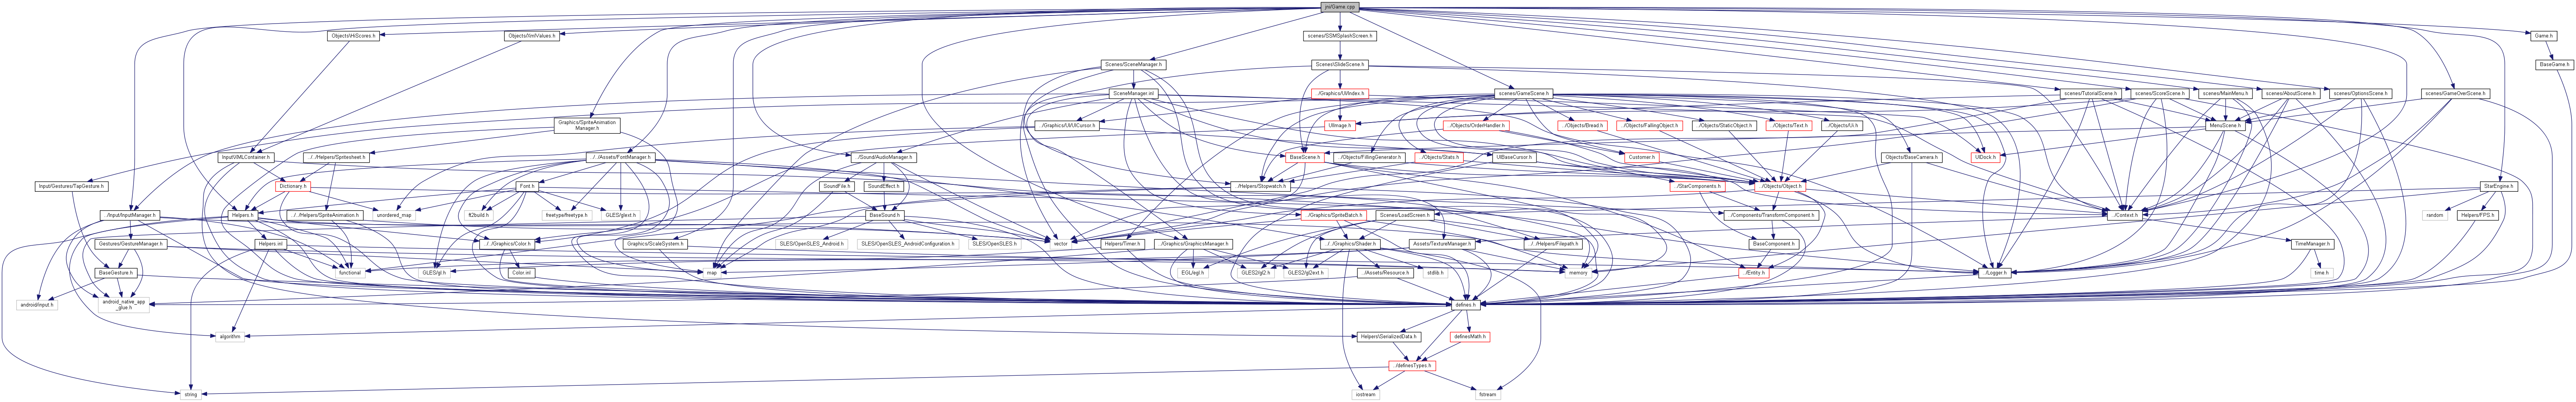 jni/Game.cpp
Objects\HiScores.h
Objects\XmlValues.h
scenes/SSMSplashScreen.h
Game.h
Scenes/SceneManager.h
Scenes\SlideScene.h
BaseGame.h
SceneManager.inl
../Graphics/UI/Index.h
scenes/GameScene.h
scenes/TutorialScene.h
scenes/ScoreScene.h
scenes/MainMenu.h
scenes/AboutScene.h
scenes/OptionsScene.h
scenes/GameOverScene.h
Graphics/SpriteAnimation
Manager.h
../Graphics/UI/UICursor.h
UIImage.h
../Objects/OrderHandler.h
../Objects/Bread.h
../Objects/FallingObject.h
../Objects/StaticObject.h
../Objects/Text.h
../Objects/Ui.h
MenuScene.h
Input/XMLContainer.h
../../Helpers/Spritesheet.h
../../Assets/FontManager.h
../Sound/AudioManager.h
BaseScene.h
../Objects/FillingGenerator.h
../Objects/Stats.h
UIBaseCursor.h
Customer.h
Objects/BaseCamera.h
UIDock.h
Input/Gestures/TapGesture.h
Dictionary.h
Font.h
SoundFile.h
SoundEffect.h
../Helpers/Stopwatch.h
../StarComponents.h
../Objects/Object.h
StarEngine.h
../Input/InputManager.h
Helpers.h
../../Helpers/SpriteAnimation.h
unordered_map
ft2build.h
freetype/freetype.h
GLES/glext.h
BaseSound.h
../Graphics/SpriteBatch.h
Scenes/LoadScreen.h
../Components/TransformComponent.h
../Context.h
random
Helpers/FPS.h
Gestures/GestureManager.h
Helpers.inl
../../Graphics/Color.h
Graphics/ScaleSystem.h
SLES/OpenSLES_Android.h
SLES/OpenSLES_AndroidConfiguration.h
SLES/OpenSLES.h
vector
Helpers/Timer.h
../Graphics/GraphicsManager.h
../../Graphics/Shader.h
Assets/TextureManager.h
../../Helpers/Filepath.h
BaseComponent.h
TimeManager.h
BaseGesture.h
functional
GLES/gl.h
Color.inl
map
EGL/egl.h
GLES2/gl2.h
GLES2/gl2ext.h
../Assets/Resource.h
stdlib.h
memory
../Entity.h
../Logger.h
time.h
android/input.h
android_native_app
_glue.h
defines.h
algorithm
Helpers\SerializedData.h
definesMath.h
../definesTypes.h
string
iostream
fstream